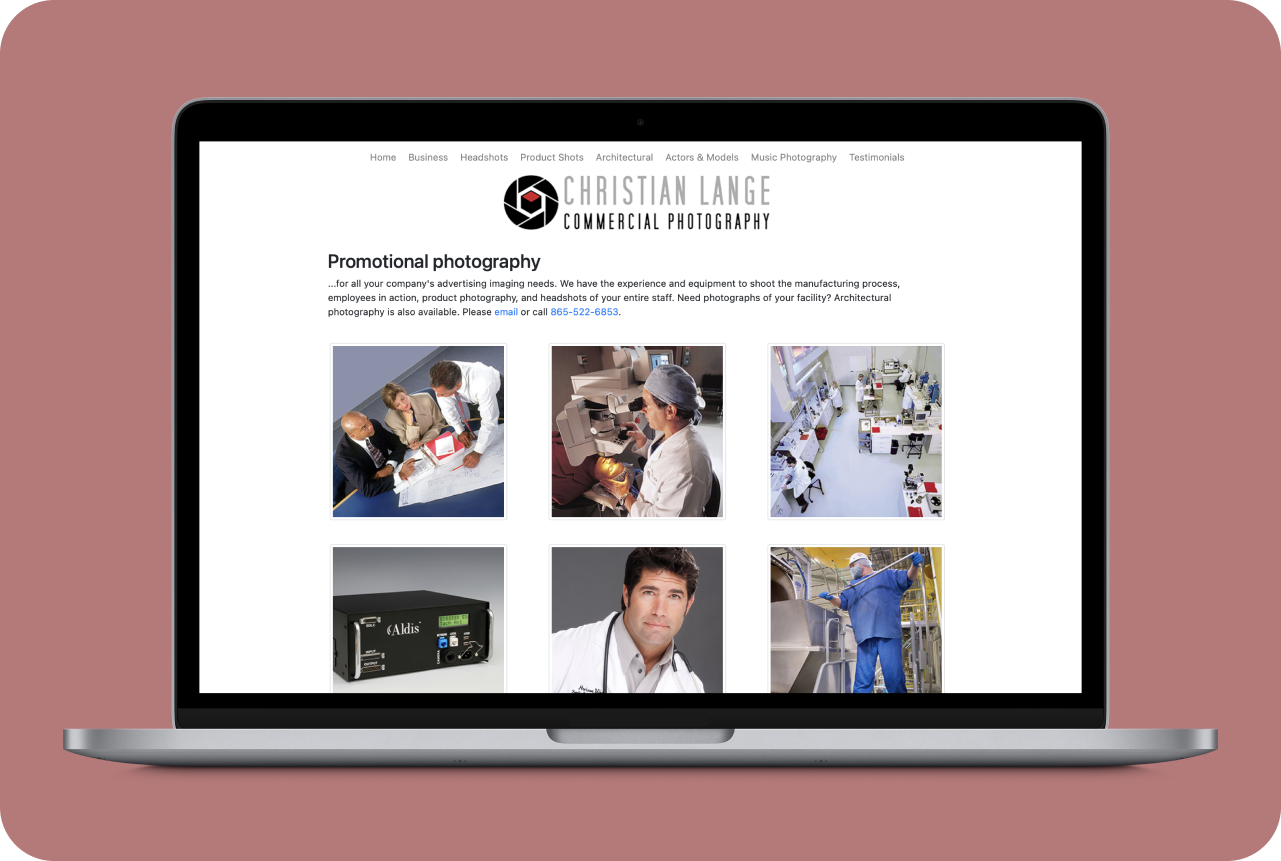 Home Business Headshots Product Shots Architectural Actors & Models Music Photography Testimonials
CHRISTIAN LANGE
COMMERCIAL PHOTOGRAPHY
Promotional photography
...for all your company's advertising imaging needs. We have the experience and equipment to shoot the manufacturing process,
employees in action, product photography, and headshots of your entire staff. Need photographs of your facility? Architectural
photography is also available. Please email or call 865-522-6853.
Aldis
INPUT
OUTPUT
CAMERA